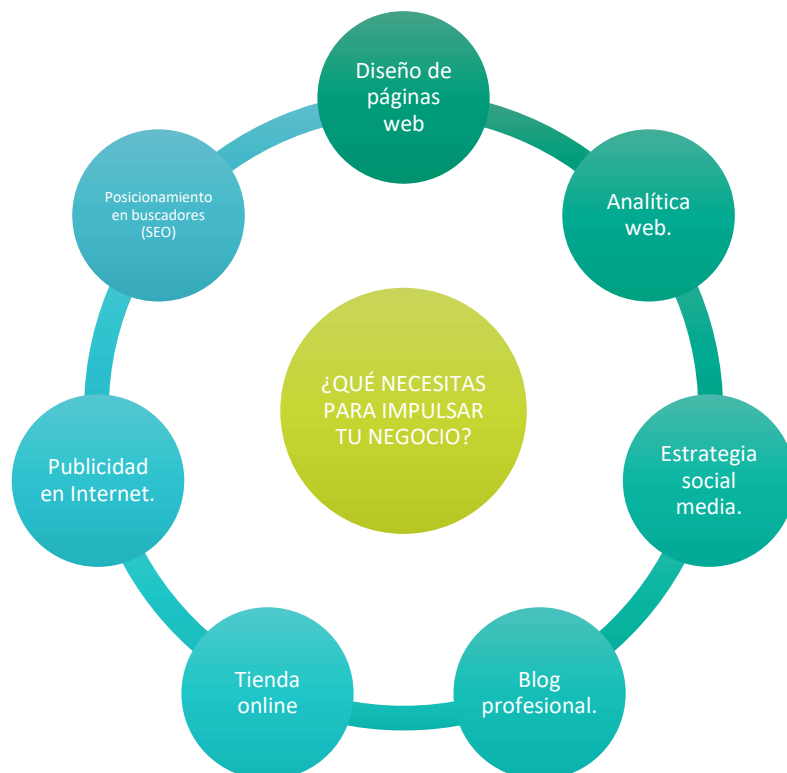 Diseño de
páginas
web
Analítica
web.
Estrategia
social
media.
Blog
profesional.
Tienda
online
Publicidad
en Internet.
Posicionamiento
en buscadores
(SEO)
¿QUÉ NECESITAS
PARA IMPULSAR
TU NEGOCIO?